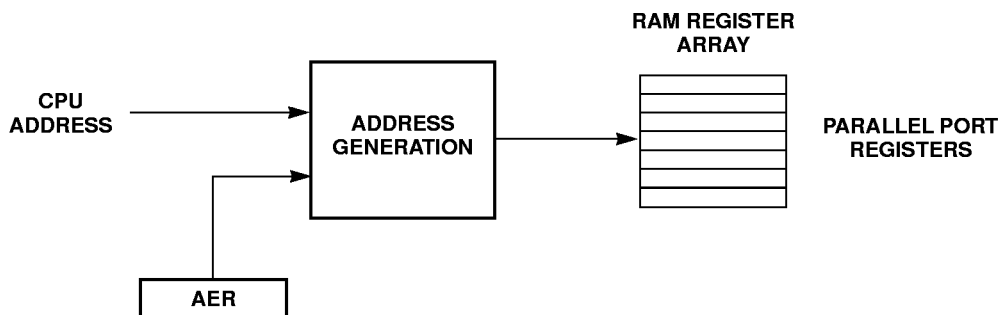 RAM REGISTER
ARRAY
CPU
ADDRESS
ADDRESS
GENERATION
PARALLEL PORT
REGISTERS
AER